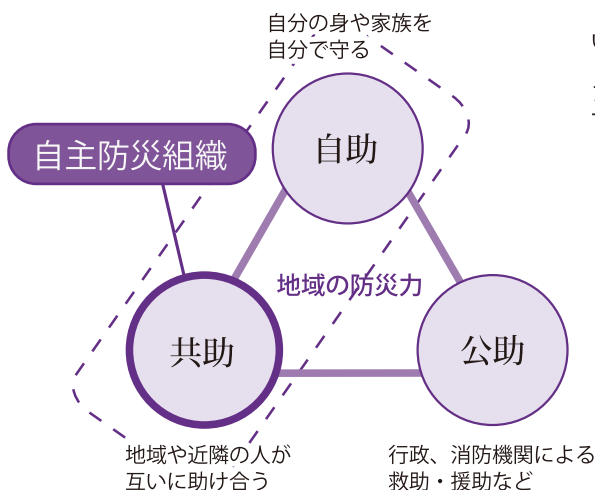 自分の身や家族を
自分で守る
自助
自主防災組織
地域の防災力
共助
公助
地域や近隣の人が
互いに助け合う
行政、消防機関による
救助・援助など